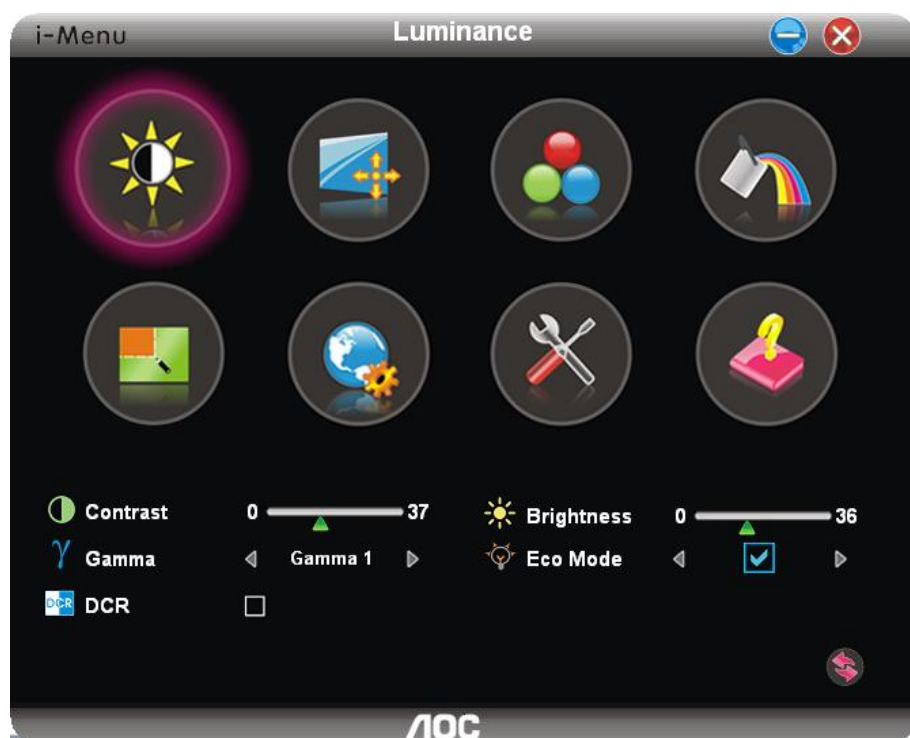 i-Menu Luminance
Contrast 0 37 Brightness 0 36
γ Gamma Gamma 1 Eco Mode
DCR DCR
AOC